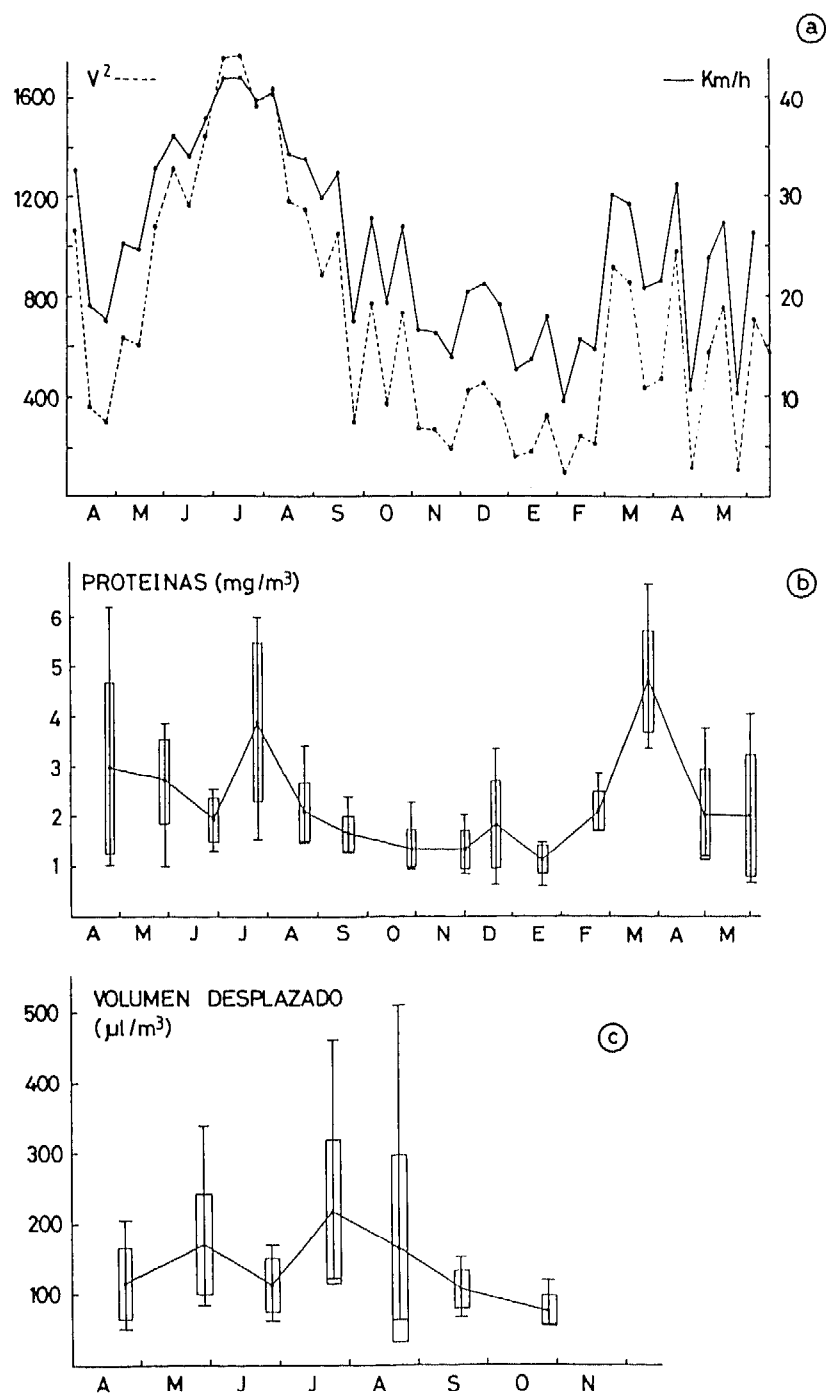 a
V² Km/h
1600 40
1200 30
800 20
400 10
A M J J A S O N D E F M A M
b
PROTEINAS (mg/m³)
6
5
4
3
2
1
A M J J A S O N D E F M A M
c
VOLUMEN DESPLAZADO
(µl/m³)
500
400
300
200
100
A M J J A S O N